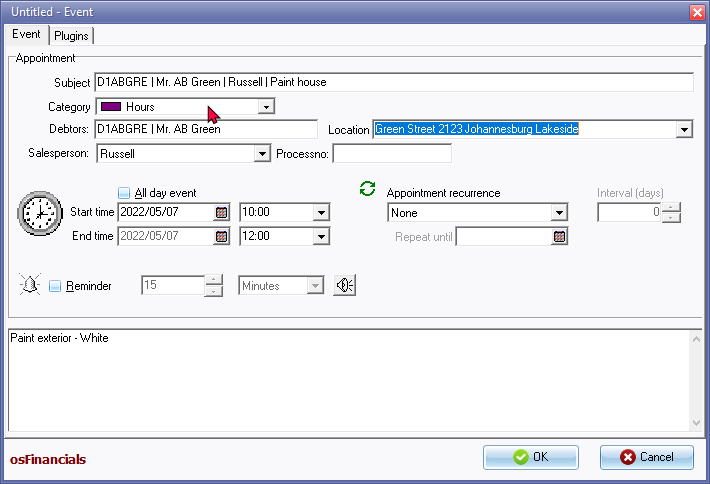 Untitled - Event
Event Plugins
Appointment
Subject D1ABGRE | Mr. AB Green | Russell | Paint house
Category Hours
Debtors: D1ABGRE | Mr. AB Green Location Green Street 2123 Johannesburg Lakeside
Salesperson: Russell Processno:
All day event Appointment recurrence Interval (days)
Start time 2022/05/07 10:00 None 0
End time 2022/05/07 12:00 Repeat until
Reminder 15 Minutes
Paint exterior - White
osFinancials OK Cancel